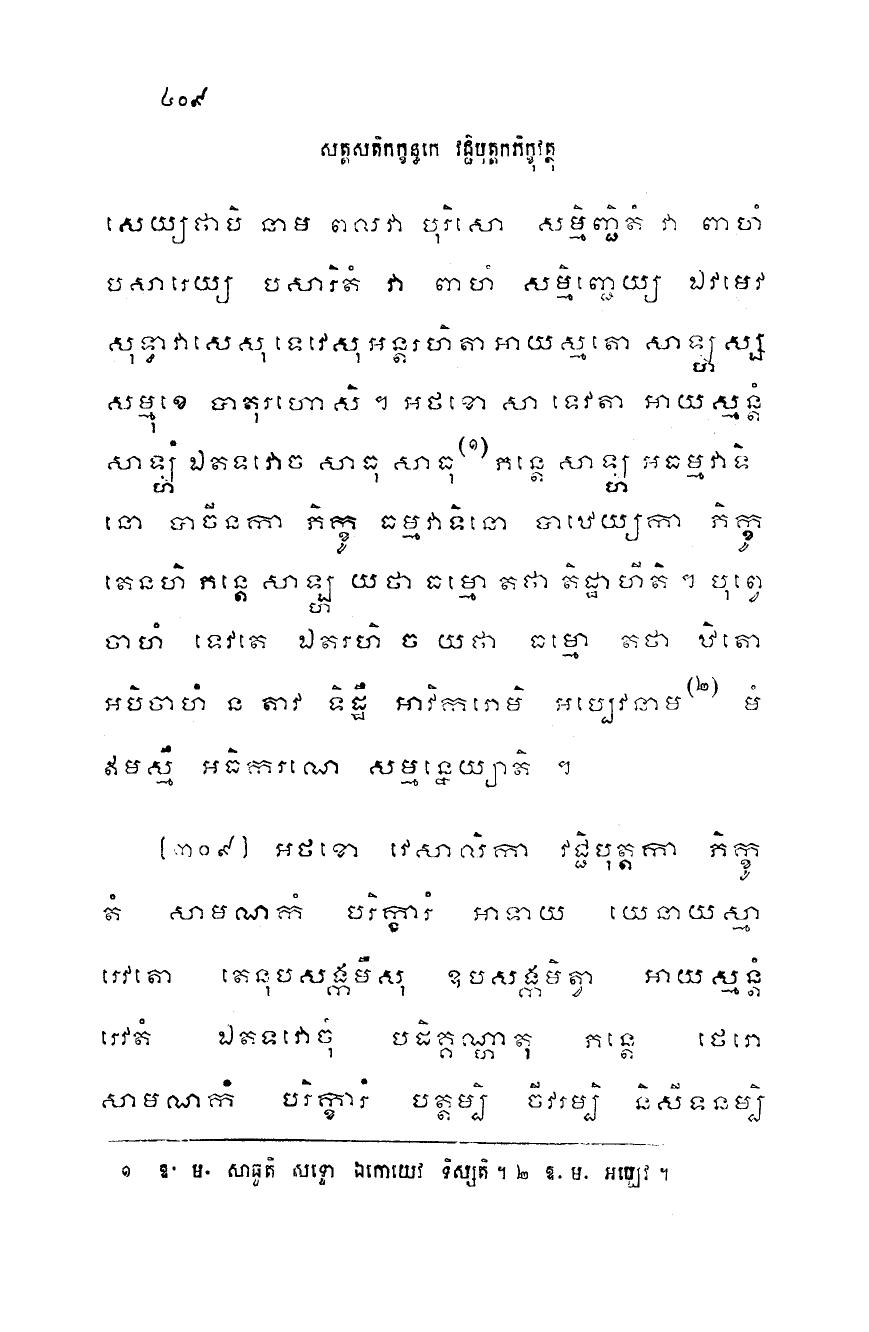 ៤០៩
សត្តសតិកក្ខន្ធកេ វជ្ជិបុត្តកភិក្ខុវត្ថុ
សេយ្យថាបិ នាម ពលវា បុរិសោ សម្មិញ្ជិតំ វា ពាហំ
បសារេយ្យ បសារិតំ វា ពាហំ សម្មិញ្ជេយ្យ ឯវមេវ
សុទ្ធាវាសេសុ ទេវេសុ អន្តរហិតា អាយស្មតោ សាឡ្ហស្ស
សម្មុខេ បាតុរហោសិ ។ អថខោ សា ទេវតា អាយស្មន្តំ
សាឡ្ហំ ឯតទវោច សាធុ សាធុ(១) ភន្តេ សាឡ្ហ អធម្មវាទិ
នោ បាចីនកា ភិក្ខូ ធម្មវាទិនោ បាឋេយ្យកា ភិក្ខូ
តេនហិ ភន្តេ សាឡ្ហ យថា ធម្មោ តថា តិដ្ឋាហីតិ ។ បុព្វេ
ចាហំ ទេវតេ ឯតរហិ ច យថា ធម្មោ តថា ឋិតោ
អបិចាហំ ន តាវ ទិដ្ឋឹ អាវិករោមិ អប្បេវនាម(២) មំ
ឥមស្មឹ អធិករណេ សម្មន្នេយ្យាតិ ។
[៣០៩] អថខោ វេសាលិកា វជ្ជិបុត្តកា ភិក្ខូ
តំ សាមណកំ បរិក្ខារំ អាទាយ យេនាយស្មា
រេវតោ តេនុបសង្កមឹសុ ឧបសង្កមិត្វា អាយស្មន្តំ
រេវតំ ឯតទវោចុំ បដិគ្គណ្ហាតុ ភន្តេ ថេរោ
សាមណកំ បរិក្ខារំ បត្តម្បិ ចីវរម្បិ និសីទនម្បិ
១ ឱ. ម. សាធូតិ សទ្ទោ ឯកោយេវ ទិស្សតិ ។ ២ ឱ. ម. អប្បេវ ។